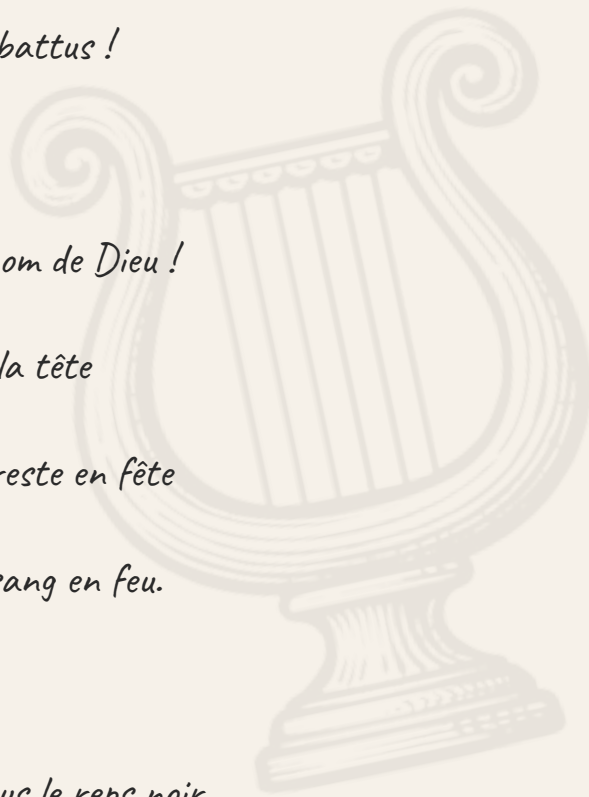 battus !
om de Dieu !
la tête
reste en fête
sang en feu.